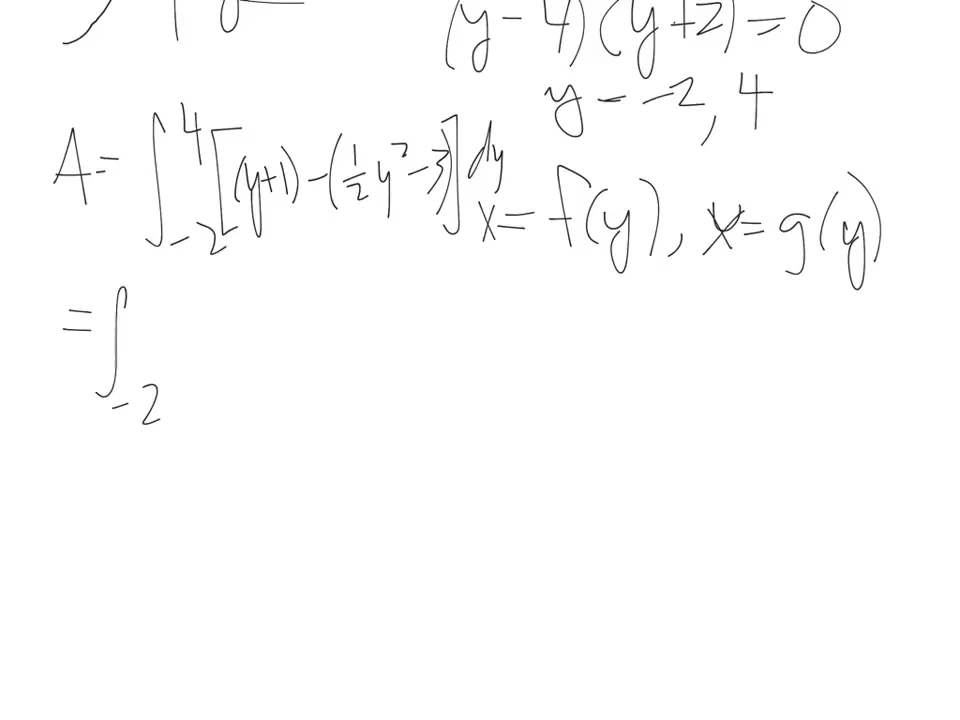 (y-4)(y+2)=0
y - -2, 4
A= ∫_{-2}^{4} [(y+1)-(½y²-3)] dy
x= f(y), x= g(y)
= ∫_{-2}